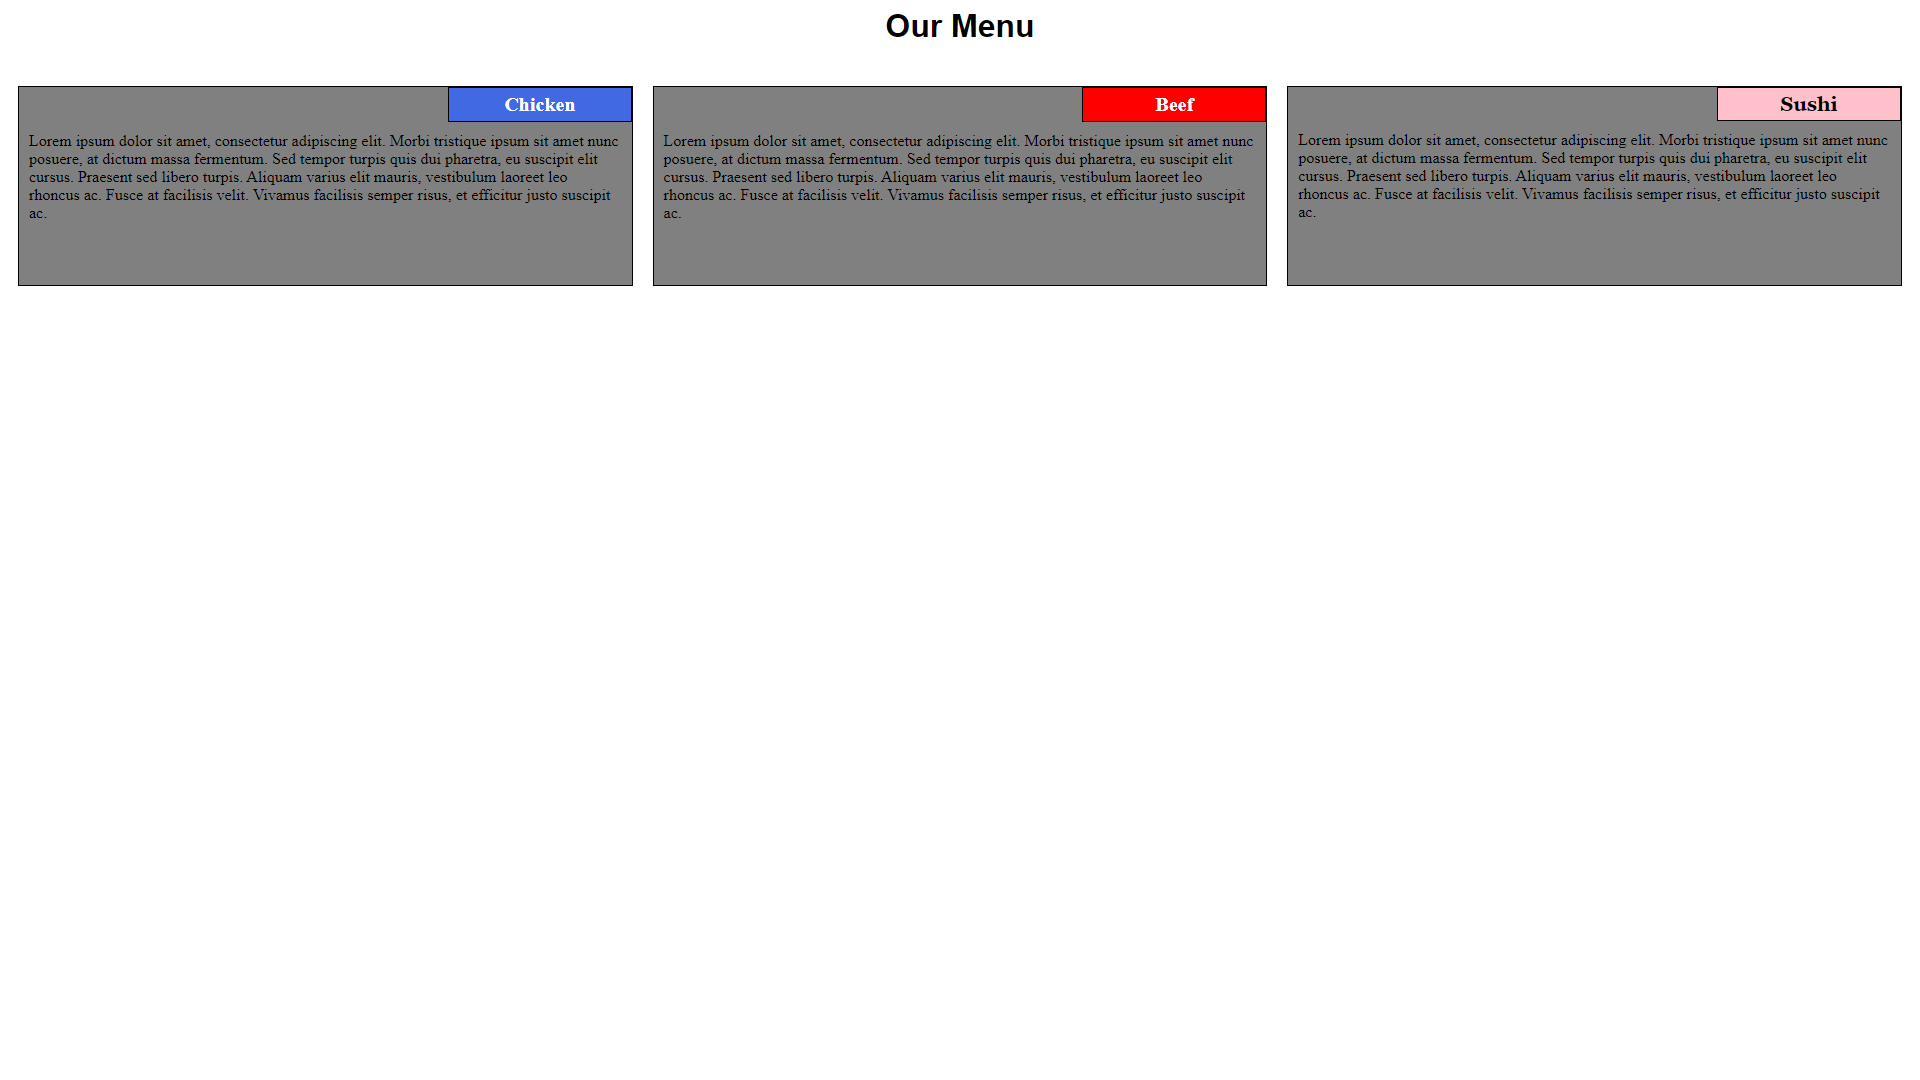 Our Menu
Chicken
Lorem ipsum dolor sit amet, consectetur adipiscing elit. Morbi tristique ipsum sit amet nunc
posuere, at dictum massa fermentum. Sed tempor turpis quis dui pharetra, eu suscipit elit
cursus. Praesent sed libero turpis. Aliquam varius elit mauris, vestibulum laoreet leo
rhoncus ac. Fusce at facilisis velit. Vivamus facilisis semper risus, et efficitur justo suscipit
ac.
Beef
Lorem ipsum dolor sit amet, consectetur adipiscing elit. Morbi tristique ipsum sit amet nunc
posuere, at dictum massa fermentum. Sed tempor turpis quis dui pharetra, eu suscipit elit
cursus. Praesent sed libero turpis. Aliquam varius elit mauris, vestibulum laoreet leo
rhoncus ac. Fusce at facilisis velit. Vivamus facilisis semper risus, et efficitur justo suscipit
ac.
Sushi
Lorem ipsum dolor sit amet, consectetur adipiscing elit. Morbi tristique ipsum sit amet nunc
posuere, at dictum massa fermentum. Sed tempor turpis quis dui pharetra, eu suscipit elit
cursus. Praesent sed libero turpis. Aliquam varius elit mauris, vestibulum laoreet leo
rhoncus ac. Fusce at facilisis velit. Vivamus facilisis semper risus, et efficitur justo suscipit
ac.